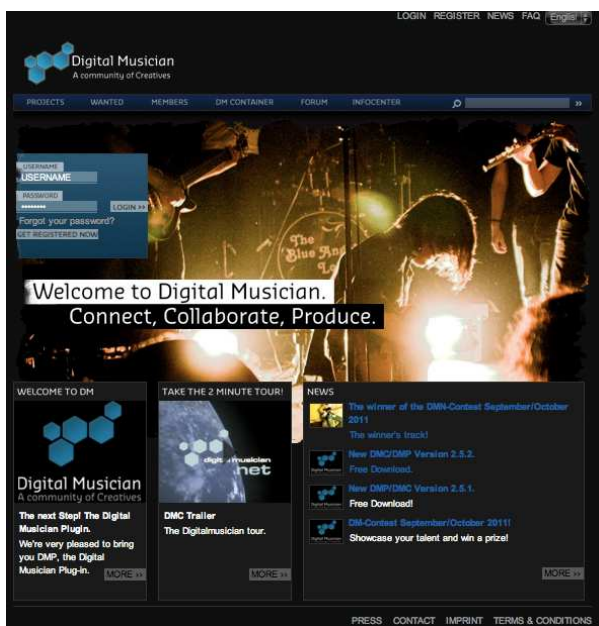 LOGIN REGISTER NEWS FAQ English
Digital Musician
A community of Creatives
PROJECTS WANTED MEMBERS DM CONTAINER FORUM INFOCENTER »
USERNAME
USERNAME
PASSWORD
LOGIN »
Forgot your password?
GET REGISTERED NOW
The
Blue And
Welcome to Digital Musician.
Connect, Collaborate, Produce.
WELCOME TO DM
Digital Musician
A community of Creatives
The next Step! The Digital
Musician Plugin.
We're very pleased to bring
you DMP, the Digital
Musician Plug-in.
MORE »
TAKE THE 2 MINUTE TOUR!
digitalmusician
.net
DMC Trailer
The Digitalmusician tour.
MORE »
NEWS
The winner of the DMN-Contest September/October
2011
The winner's track!
New DMC/DMP Version 2.5.2.
Free Download.
New DMP/DMC Version 2.5.1.
Free Download!
DM-Contest September/October 2011!
Showcase your talent and win a prize!
MORE »
PRESS CONTACT IMPRINT TERMS & CONDITIONS